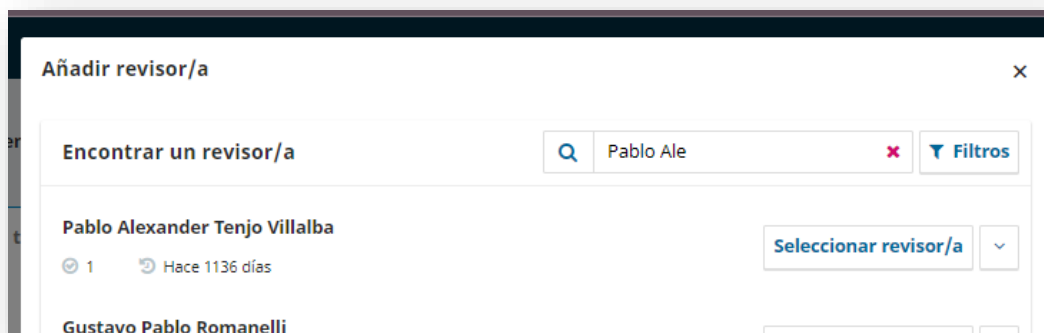 Añadir revisor/a
Encontrar un revisor/a
Pablo Ale
Filtros
Pablo Alexander Tenjo Villalba
Seleccionar revisor/a
1 Hace 1136 días
Gustavo Pablo Romanelli